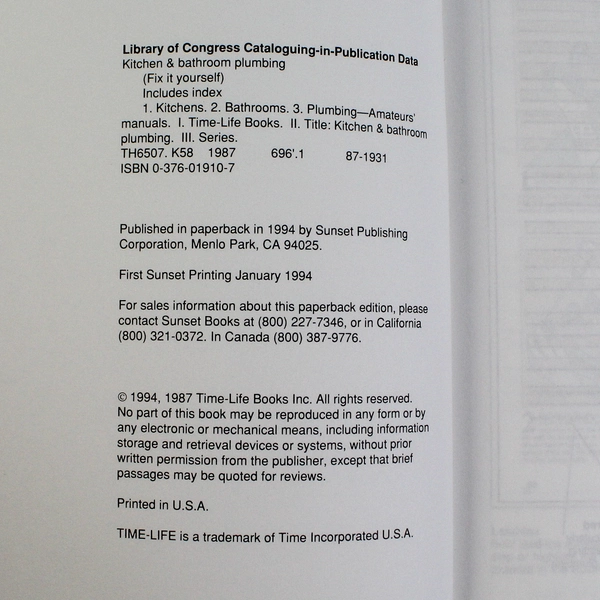 Library of Congress Cataloguing-in-Publication Data
Kitchen & bathroom plumbing
(Fix it yourself)
Includes index
1. Kitchens. 2. Bathrooms. 3. Plumbing—Amateurs'
manuals. I. Time-Life Books. II. Title: Kitchen & bathroom
plumbing. III. Series.
TH6507. K58 1987 696'.1 87-1931
ISBN 0-376-01910-7
Published in paperback in 1994 by Sunset Publishing
Corporation, Menlo Park, CA 94025.
First Sunset Printing January 1994
For sales information about this paperback edition, please
contact Sunset Books at (800) 227-7346, or in California
(800) 321-0372. In Canada (800) 387-9776.
© 1994, 1987 Time-Life Books Inc. All rights reserved.
No part of this book may be reproduced in any form or by
any electronic or mechanical means, including information
storage and retrieval devices or systems, without prior
written permission from the publisher, except that brief
passages may be quoted for reviews.
Printed in U.S.A.
TIME-LIFE is a trademark of Time Incorporated U.S.A.